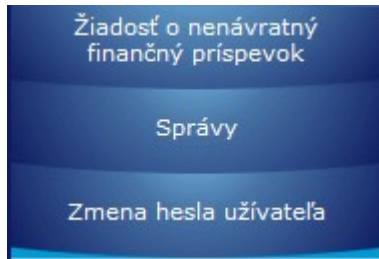 Žiadosť o nenávratný
finančný príspevok
Správy
Zmena hesla užívateľa